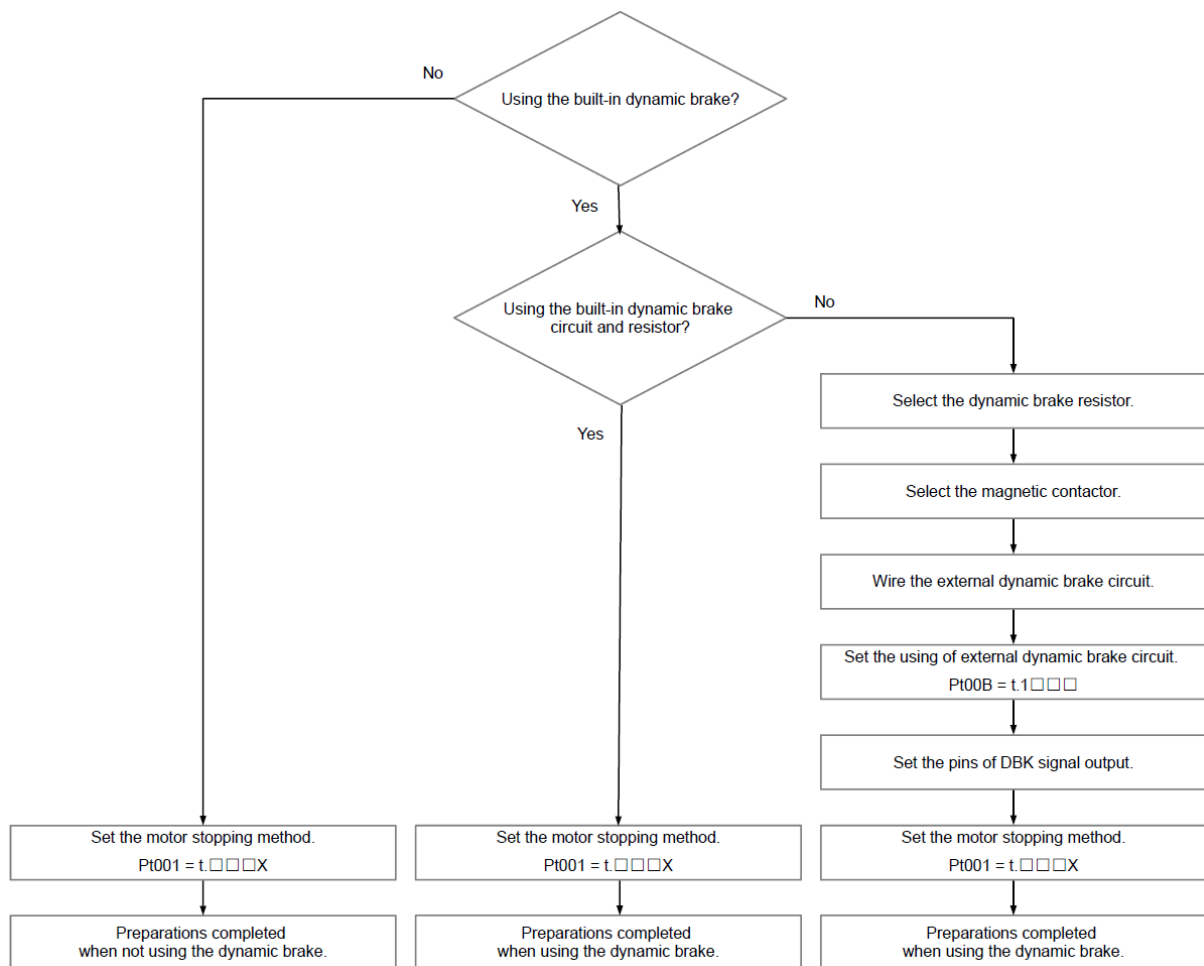 No
Using the built-in dynamic brake?
Yes
Using the built-in dynamic brake
circuit and resistor?
No
Yes
Select the dynamic brake resistor.
Select the magnetic contactor.
Wire the external dynamic brake circuit.
Set the using of external dynamic brake circuit.
Pt00B = t.1□□□
Set the pins of DBK signal output.
Set the motor stopping method.
Pt001 = t.□□□X
Set the motor stopping method.
Pt001 = t.□□□X
Set the motor stopping method.
Pt001 = t.□□□X
Preparations completed
when not using the dynamic brake.
Preparations completed
when using the dynamic brake.
Preparations completed
when using the dynamic brake.